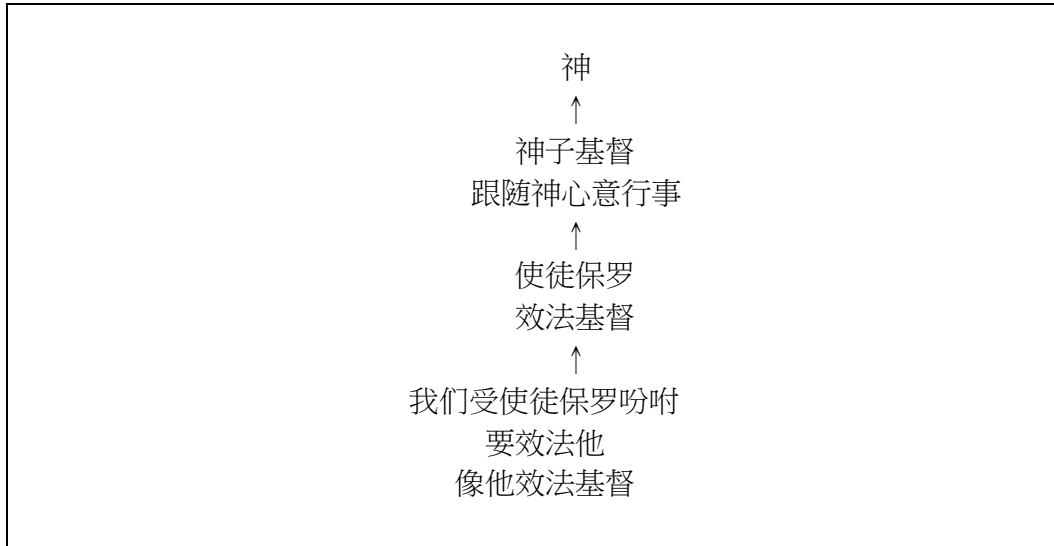 神
↑
神子基督
跟随神心意行事
↑
使徒保罗
效法基督
↑
我们受使徒保罗吩咐
要效法他
像他效法基督